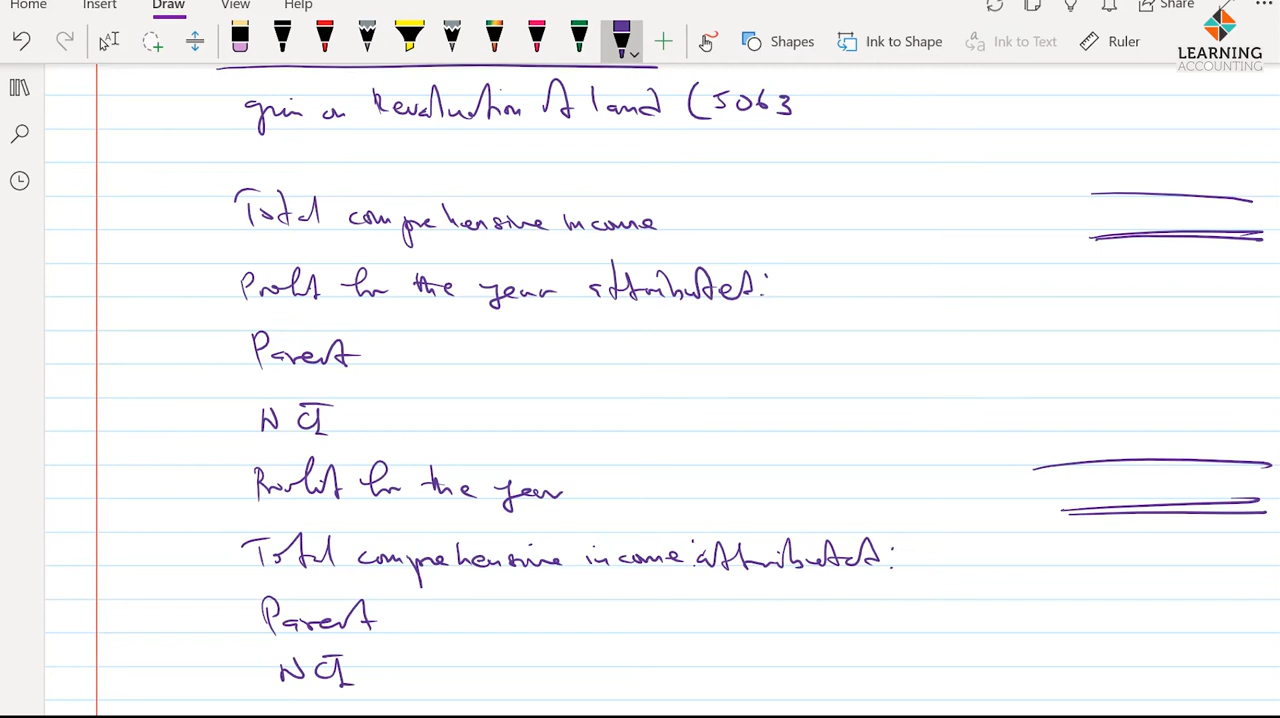 Home Insert Draw View Help Share
Shapes Ink to Shape Ink to Text Ruler
LEARNING
ACCOUNTING
gain on Revaluation of land (5063
Total comprehensive income
Profit for the year attributed:
Parent
NCI
Profit for the year
Total comprehensive income attributed:
Parent
NCI